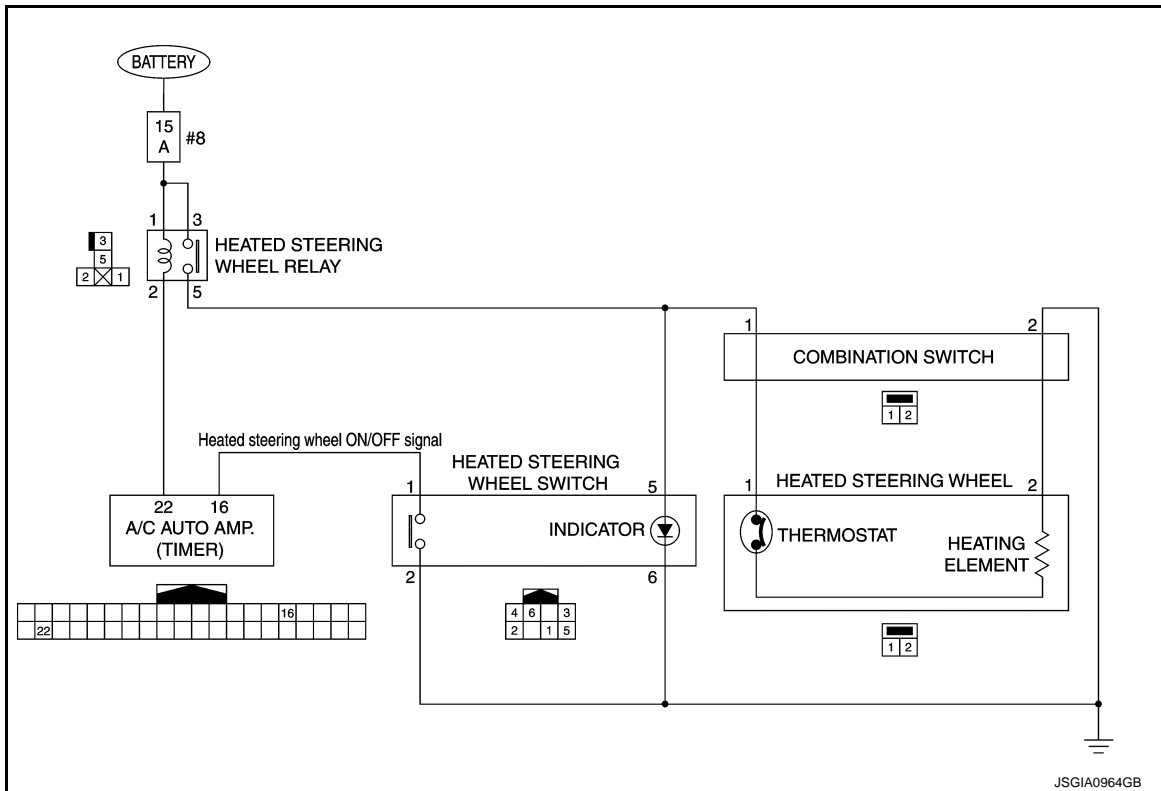 BATTERY
15
A
#8
1 3
HEATED STEERING
WHEEL RELAY
3
5
2 1
2 5
1 2
COMBINATION SWITCH
1 2
Heated steering wheel ON/OFF signal
HEATED STEERING
WHEEL SWITCH
HEATED STEERING WHEEL
22 16
1 5
1 2
A/C AUTO AMP.
(TIMER)
INDICATOR
THERMOSTAT
HEATING
ELEMENT
2 6
16
22
4 6 3
2 1 5
1 2
JSGIA0964GB